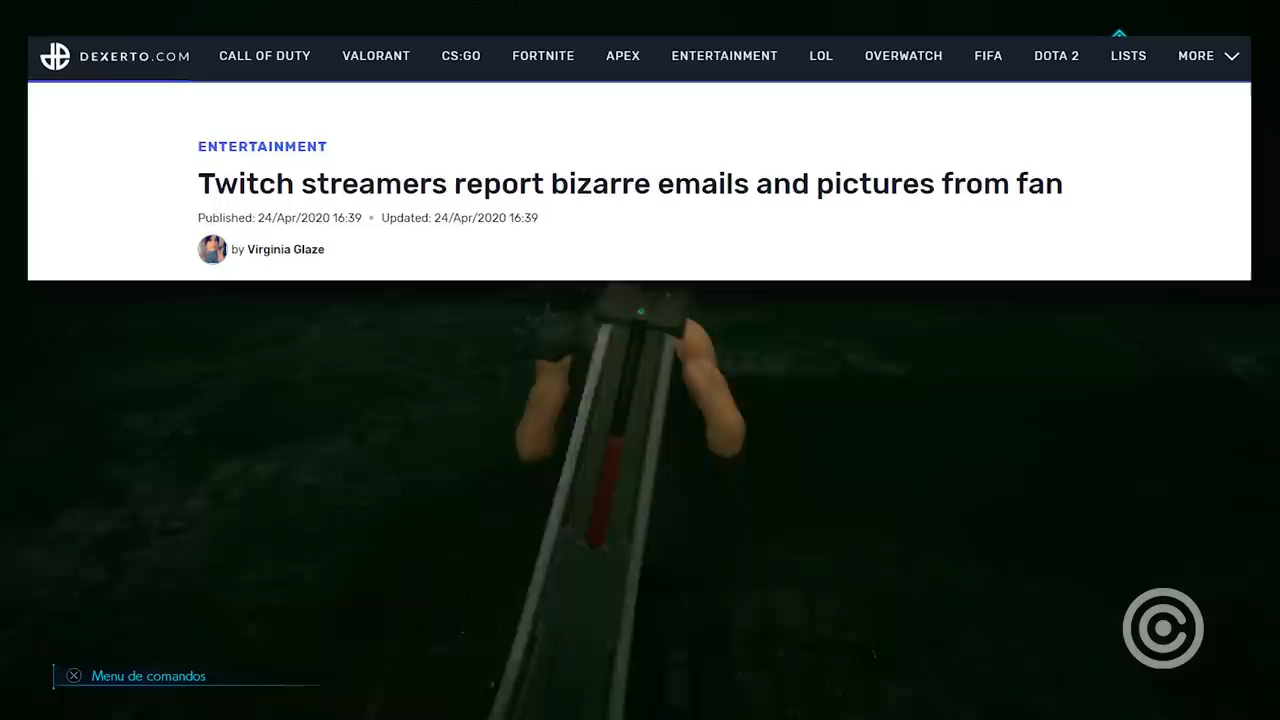 DEXERTO.COM CALL OF DUTY VALORANT CS:GO FORTNITE APEX ENTERTAINMENT LOL OVERWATCH FIFA DOTA 2 LISTS MORE
ENTERTAINMENT
Twitch streamers report bizarre emails and pictures from fan
Published: 24/Apr/2020 16:39 • Updated: 24/Apr/2020 16:39
by Virginia Glaze
Menu de comandos